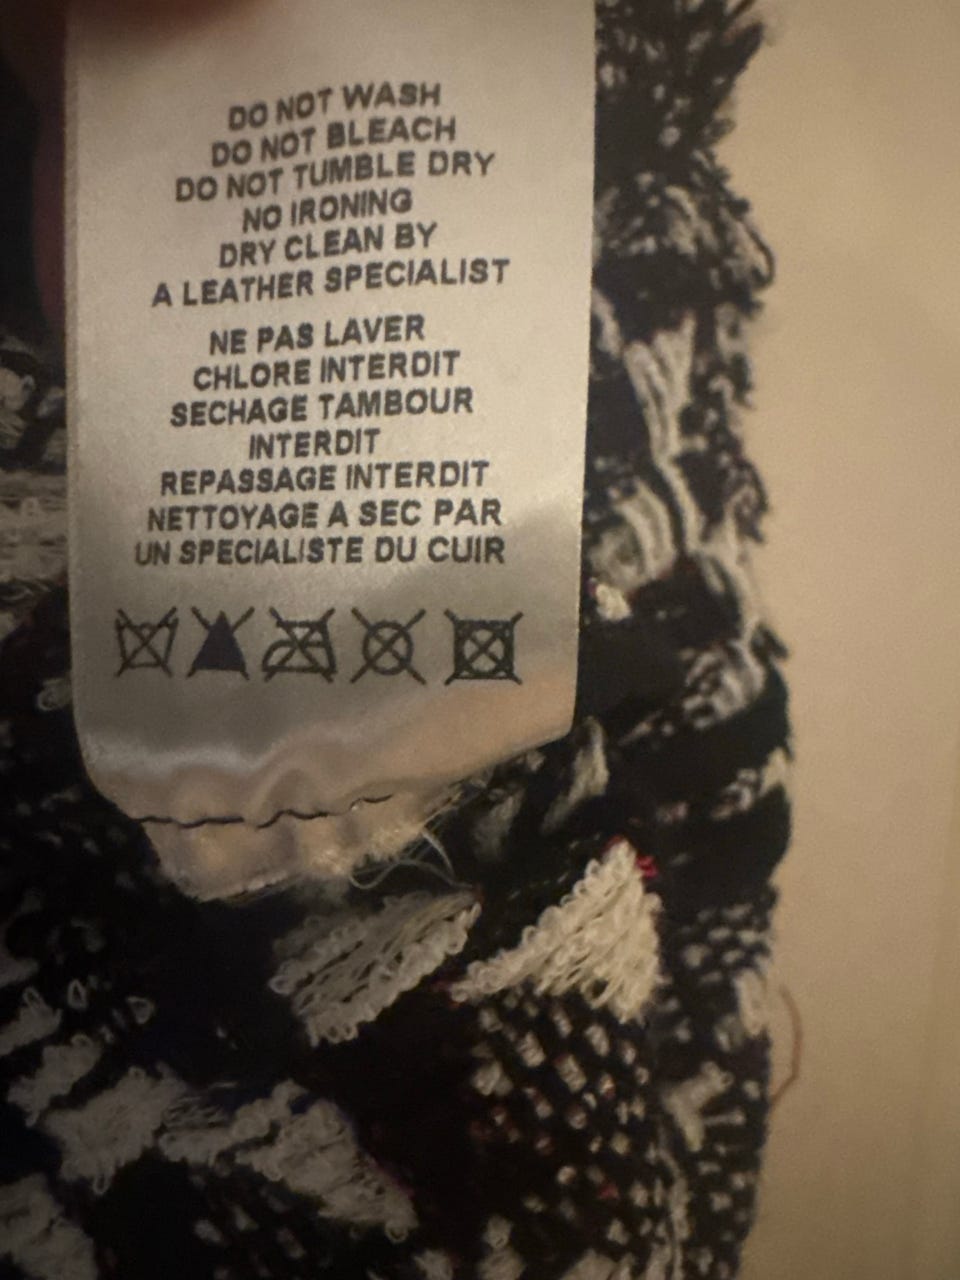 DO NOT WASH
DO NOT BLEACH
DO NOT TUMBLE DRY
NO IRONING
DRY CLEAN BY
A LEATHER SPECIALIST
NE PAS LAVER
CHLORE INTERDIT
SECHAGE TAMBOUR
INTERDIT
REPASSAGE INTERDIT
NETTOYAGE A SEC PAR
UN SPECIALISTE DU CUIR